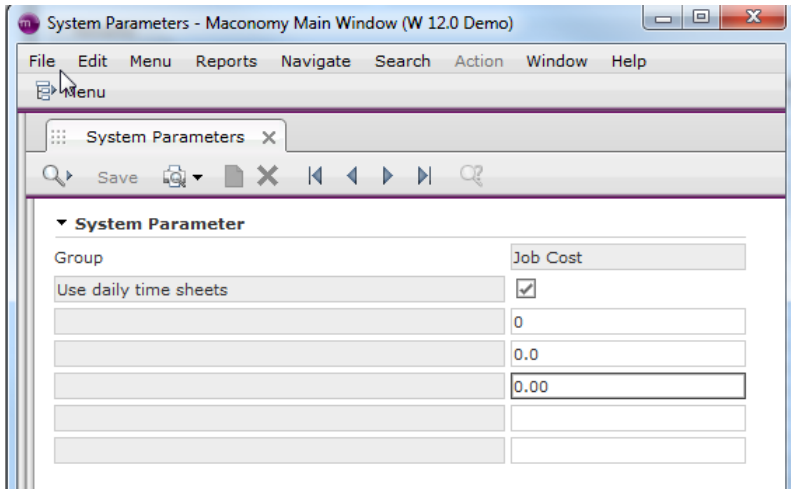 System Parameters - Maconomy Main Window (W 12.0 Demo)
File Edit Menu Reports Navigate Search Action Window Help
Menu
System Parameters
Save
System Parameter
Group Job Cost
Use daily time sheets
0
0.0
0.00